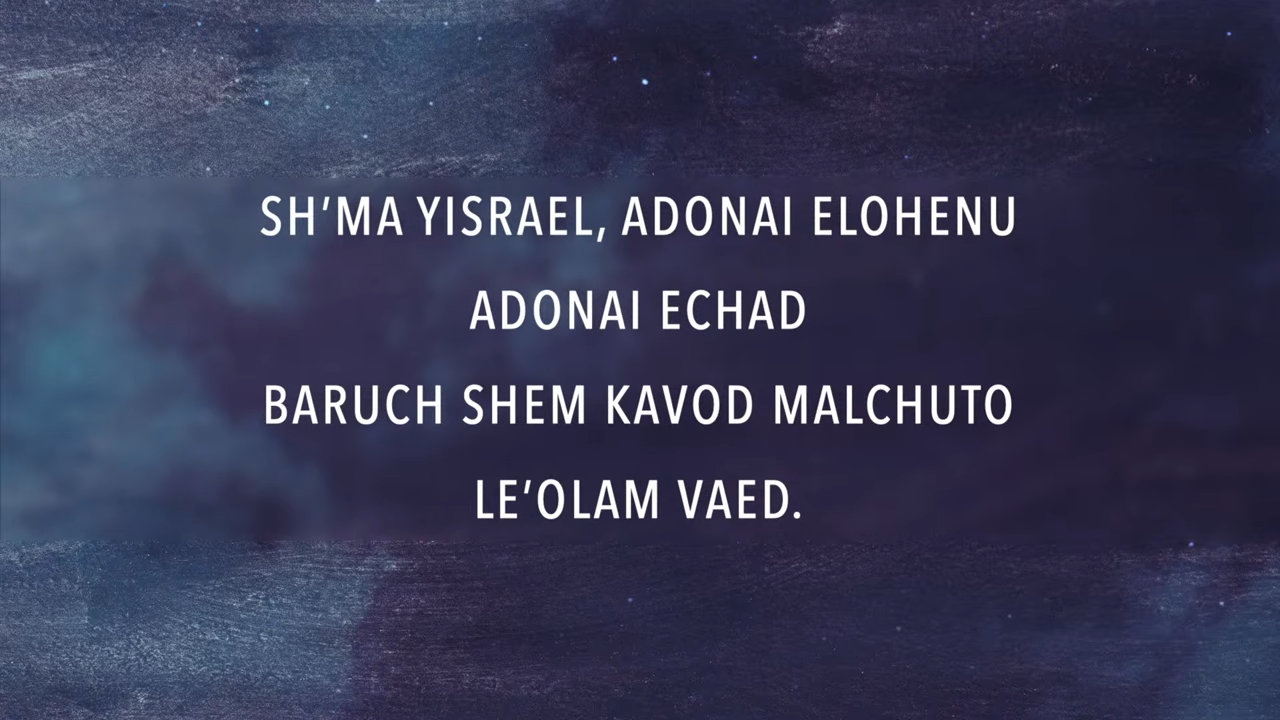 SH’MA YISRAEL, ADONAI ELOHENU
ADONAI ECHAD
BARUCH SHEM KAVOD MALCHUTO
LE’OLAM VAED.